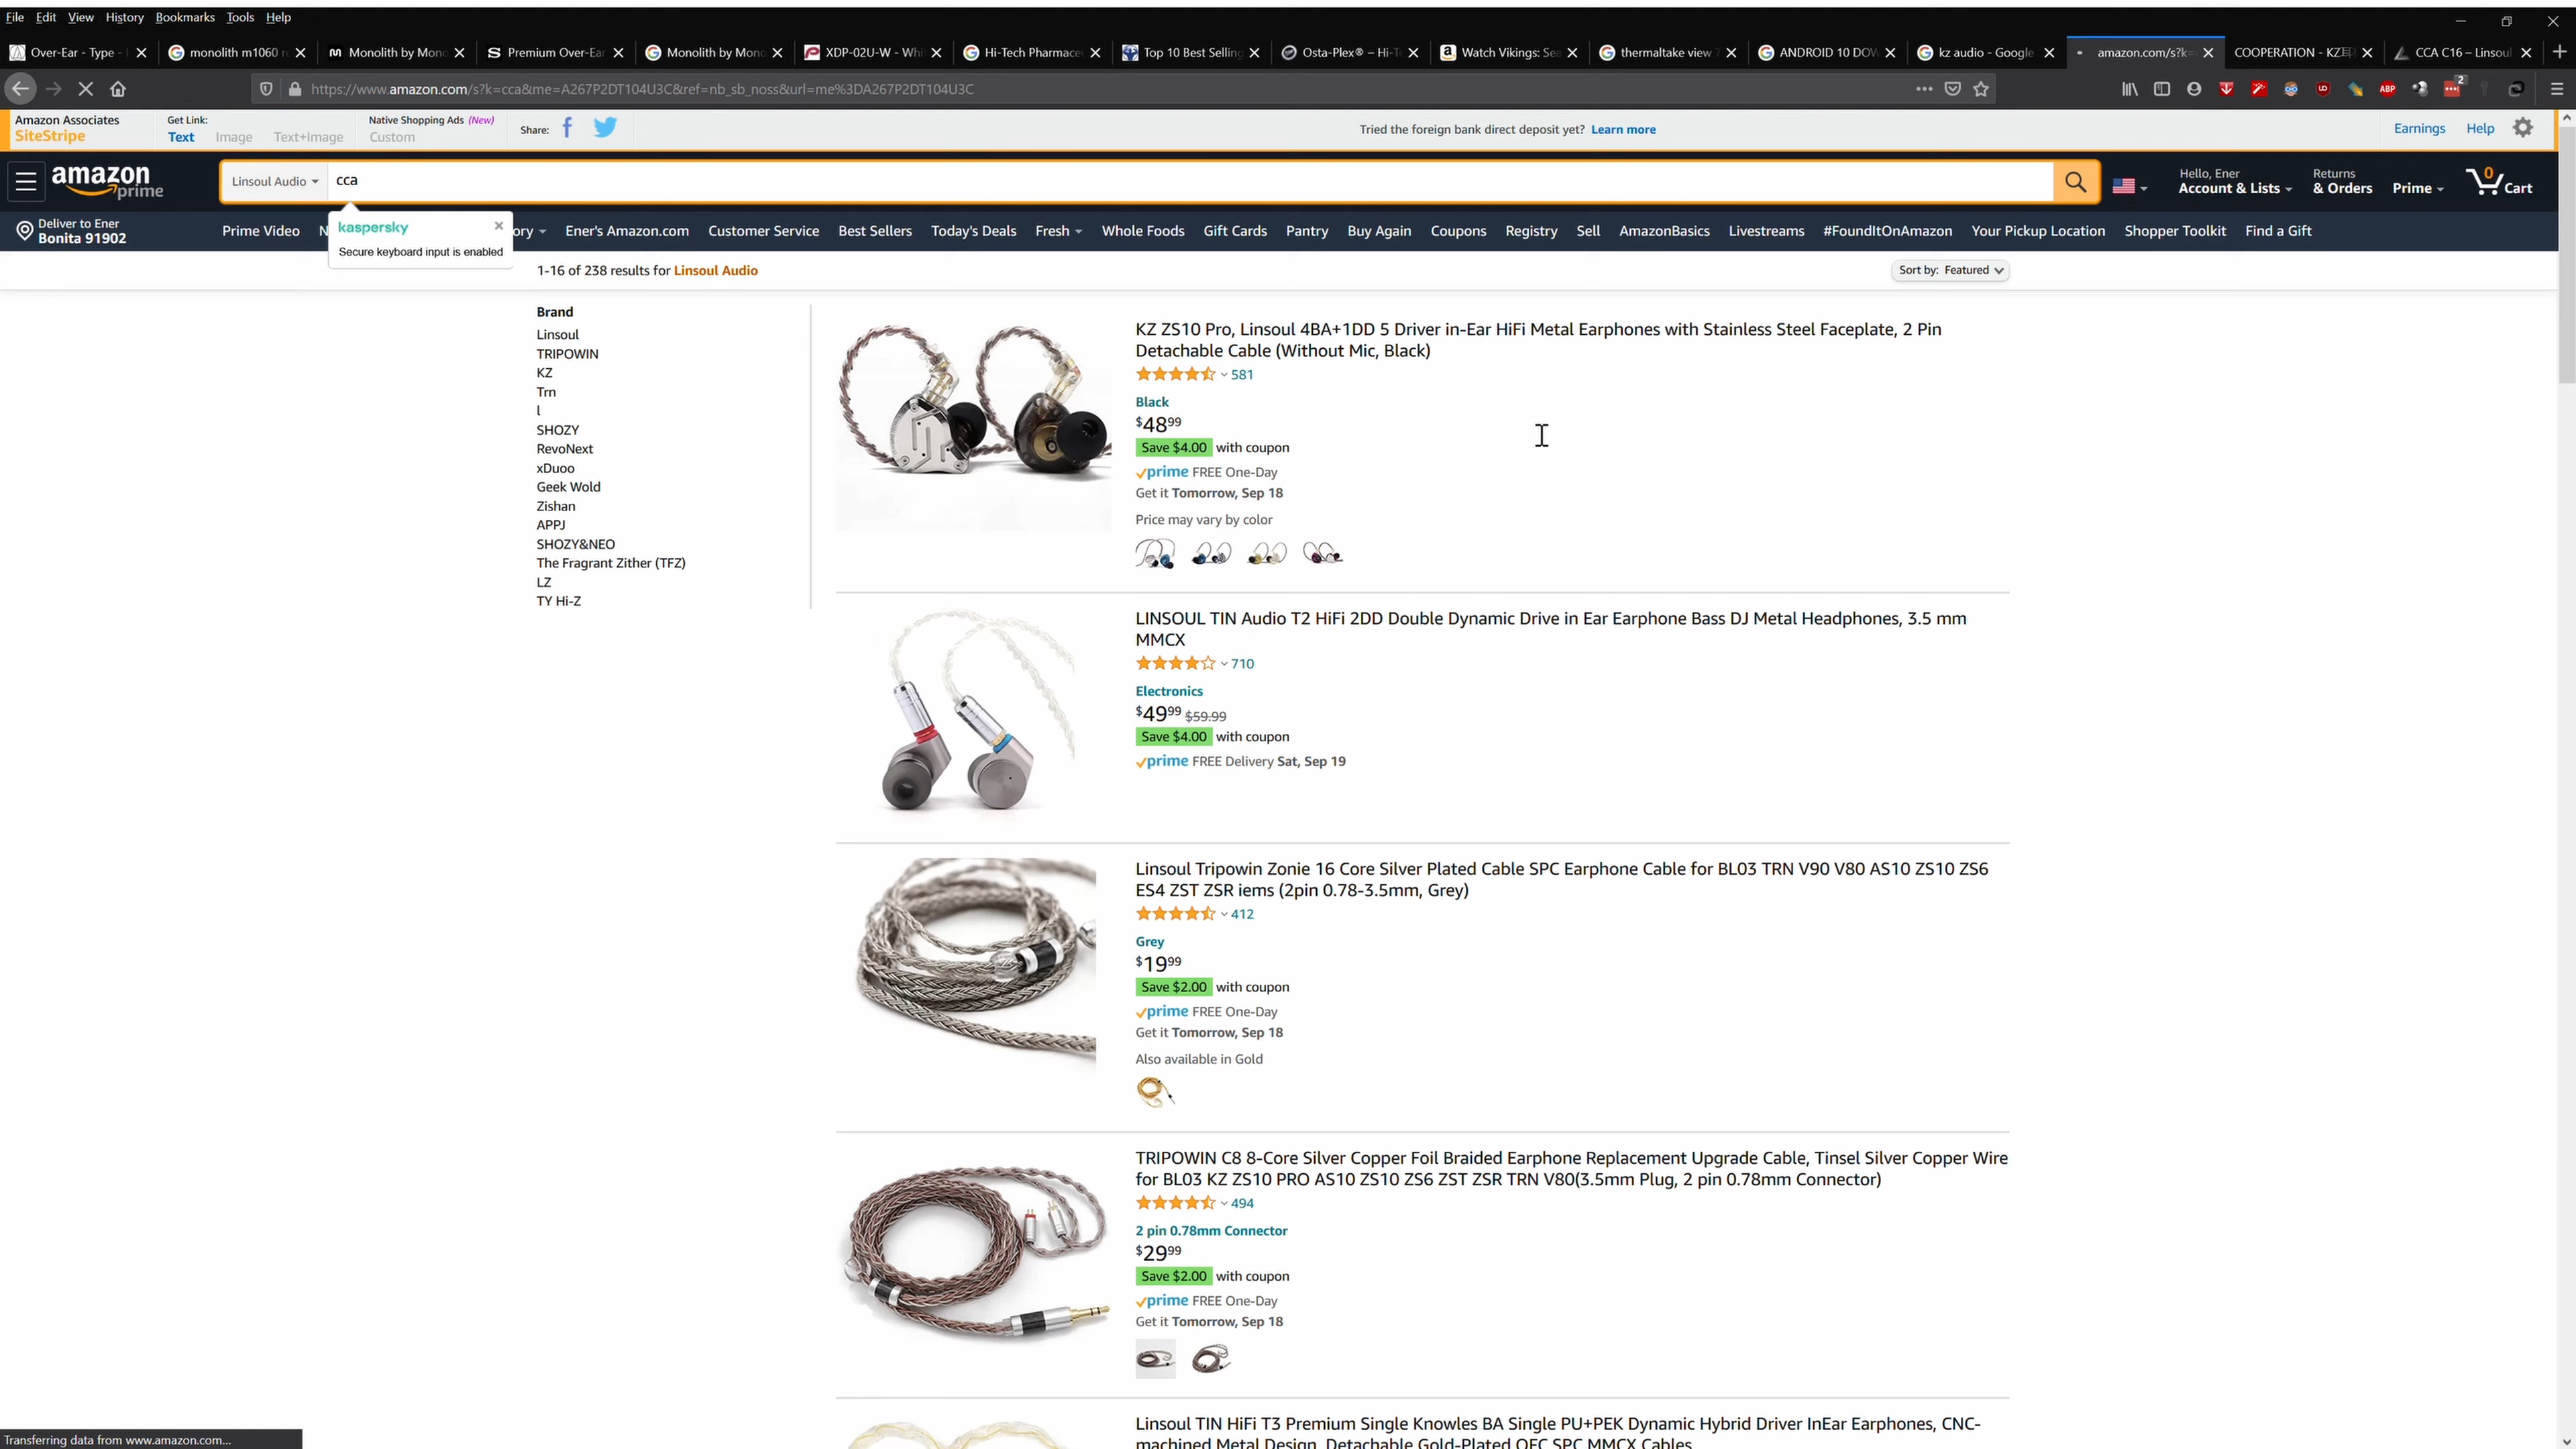 File Edit View History Bookmarks Tools Help
Over-Ear - Type -
monolith m1060 r
Monolith by Mono
Premium Over-Ear
Monolith by Mono
XDP-02U-W - Whi
Hi-Tech Pharmace
Top 10 Best Selling
Osta-Plex® – Hi-T
Watch Vikings: Sea
thermaltake view 7
ANDROID 10 DOW
kz audio - Google
amazon.com/s?k=
COOPERATION - KZ
CCA C16 – Linsoul
https://www.amazon.com/s?k=cca&me=A267P2DT104U3C&ref=nb_sb_noss&url=me%3DA267P2DT104U3C
2
ABP
Amazon Associates
SiteStripe
Get Link:
Text Image Text+Image
Native Shopping Ads (New)
Custom
Share:
Tried the foreign bank direct deposit yet? Learn more
Earnings Help
amazon prime
Linsoul Audio
cca
Hello, Ener
Account & Lists
Returns
& Orders
Prime
0
Cart
Deliver to Ener
Bonita 91902
Prime Video N ory Ener's Amazon.com Customer Service Best Sellers Today's Deals Fresh Whole Foods Gift Cards Pantry Buy Again Coupons Registry Sell AmazonBasics Livestreams #FoundItOnAmazon Your Pickup Location Shopper Toolkit Find a Gift
kaspersky
Secure keyboard input is enabled
1-16 of 238 results for Linsoul Audio
Sort by: Featured
Brand
Linsoul
TRIPOWIN
KZ
Trn
l
SHOZY
RevoNext
xDuoo
Geek Wold
Zishan
APPJ
SHOZY&NEO
The Fragrant Zither (TFZ)
LZ
TY Hi-Z
KZ ZS10 Pro, Linsoul 4BA+1DD 5 Driver in-Ear HiFi Metal Earphones with Stainless Steel Faceplate, 2 Pin
Detachable Cable (Without Mic, Black)
581
Black
$48.99
Save $4.00 with coupon
prime FREE One-Day
Get it Tomorrow, Sep 18
Price may vary by color
LINSOUL TIN Audio T2 HiFi 2DD Double Dynamic Drive in Ear Earphone Bass DJ Metal Headphones, 3.5 mm
MMCX
710
Electronics
$49.99 $59.99
Save $4.00 with coupon
prime FREE Delivery Sat, Sep 19
Linsoul Tripowin Zonie 16 Core Silver Plated Cable SPC Earphone Cable for BL03 TRN V90 V80 AS10 ZS10 ZS6
ES4 ZST ZSR iems (2pin 0.78-3.5mm, Grey)
412
Grey
$19.99
Save $2.00 with coupon
prime FREE One-Day
Get it Tomorrow, Sep 18
Also available in Gold
TRIPOWIN C8 8-Core Silver Copper Foil Braided Earphone Replacement Upgrade Cable, Tinsel Silver Copper Wire
for BL03 KZ ZS10 PRO AS10 ZS10 ZS6 ZST ZSR TRN V80(3.5mm Plug, 2 pin 0.78mm Connector)
494
2 pin 0.78mm Connector
$29.99
Save $2.00 with coupon
prime FREE One-Day
Get it Tomorrow, Sep 18
Linsoul TIN HiFi T3 Premium Single Knowles BA Single PU+PEK Dynamic Hybrid Driver InEar Earphones, CNC-
machined Metal Design, Detachable Gold-Plated OFC SPC MMCX Cables
Transferring data from www.amazon.com...